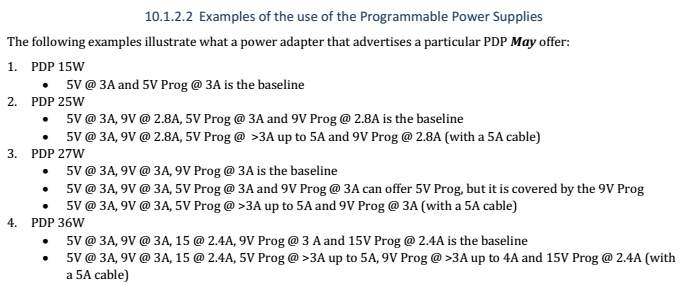 10.1.2.2 Examples of the use of the Programmable Power Supplies
The following examples illustrate what a power adapter that advertises a particular PDP May offer:
1. PDP 15W
• 5V @ 3A and 5V Prog @ 3A is the baseline
2. PDP 25W
• 5V @ 3A, 9V @ 2.8A, 5V Prog @ 3A and 9V Prog @ 2.8A is the baseline
• 5V @ 3A, 9V @ 2.8A, 5V Prog @ >3A up to 5A and 9V Prog @ 2.8A (with a 5A cable)
3. PDP 27W
• 5V @ 3A, 9V @ 3A, 9V Prog @ 3A is the baseline
• 5V @ 3A, 9V @ 3A, 5V Prog @ 3A and 9V Prog @ 3A can offer 5V Prog, but it is covered by the 9V Prog
• 5V @ 3A, 9V @ 3A, 5V Prog @ >3A up to 5A and 9V Prog @ 3A (with a 5A cable)
4. PDP 36W
• 5V @ 3A, 9V @ 3A, 15 @ 2.4A, 9V Prog @ 3 A and 15V Prog @ 2.4A is the baseline
• 5V @ 3A, 9V @ 3A, 15 @ 2.4A, 5V Prog @ >3A up to 5A, 9V Prog @ >3A up to 4A and 15V Prog @ 2.4A (with
a 5A cable)